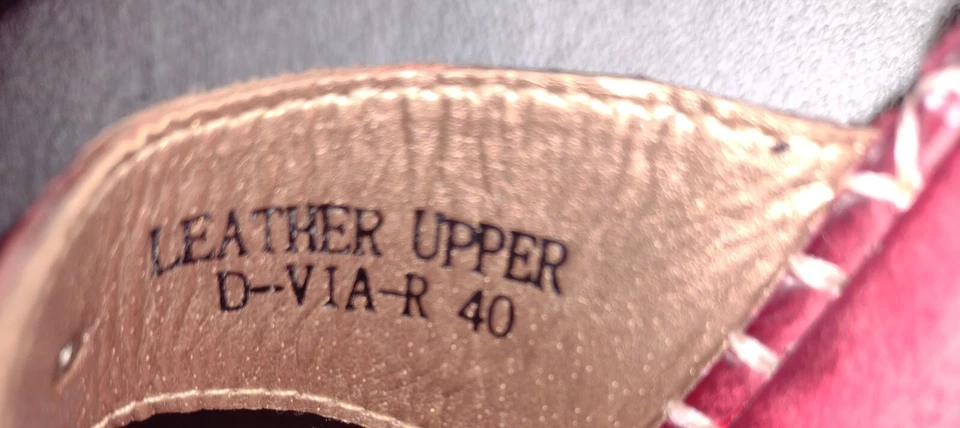 LEATHER UPPER
D--VIA-R 40